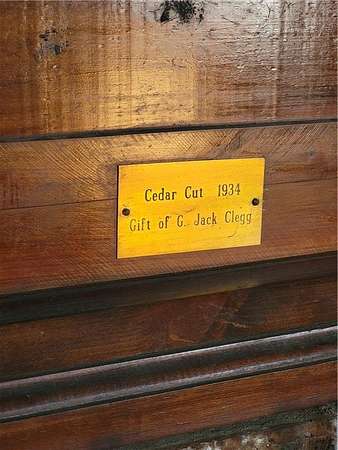 Cedar Cut 1934
Gift of G. Jack Clegg